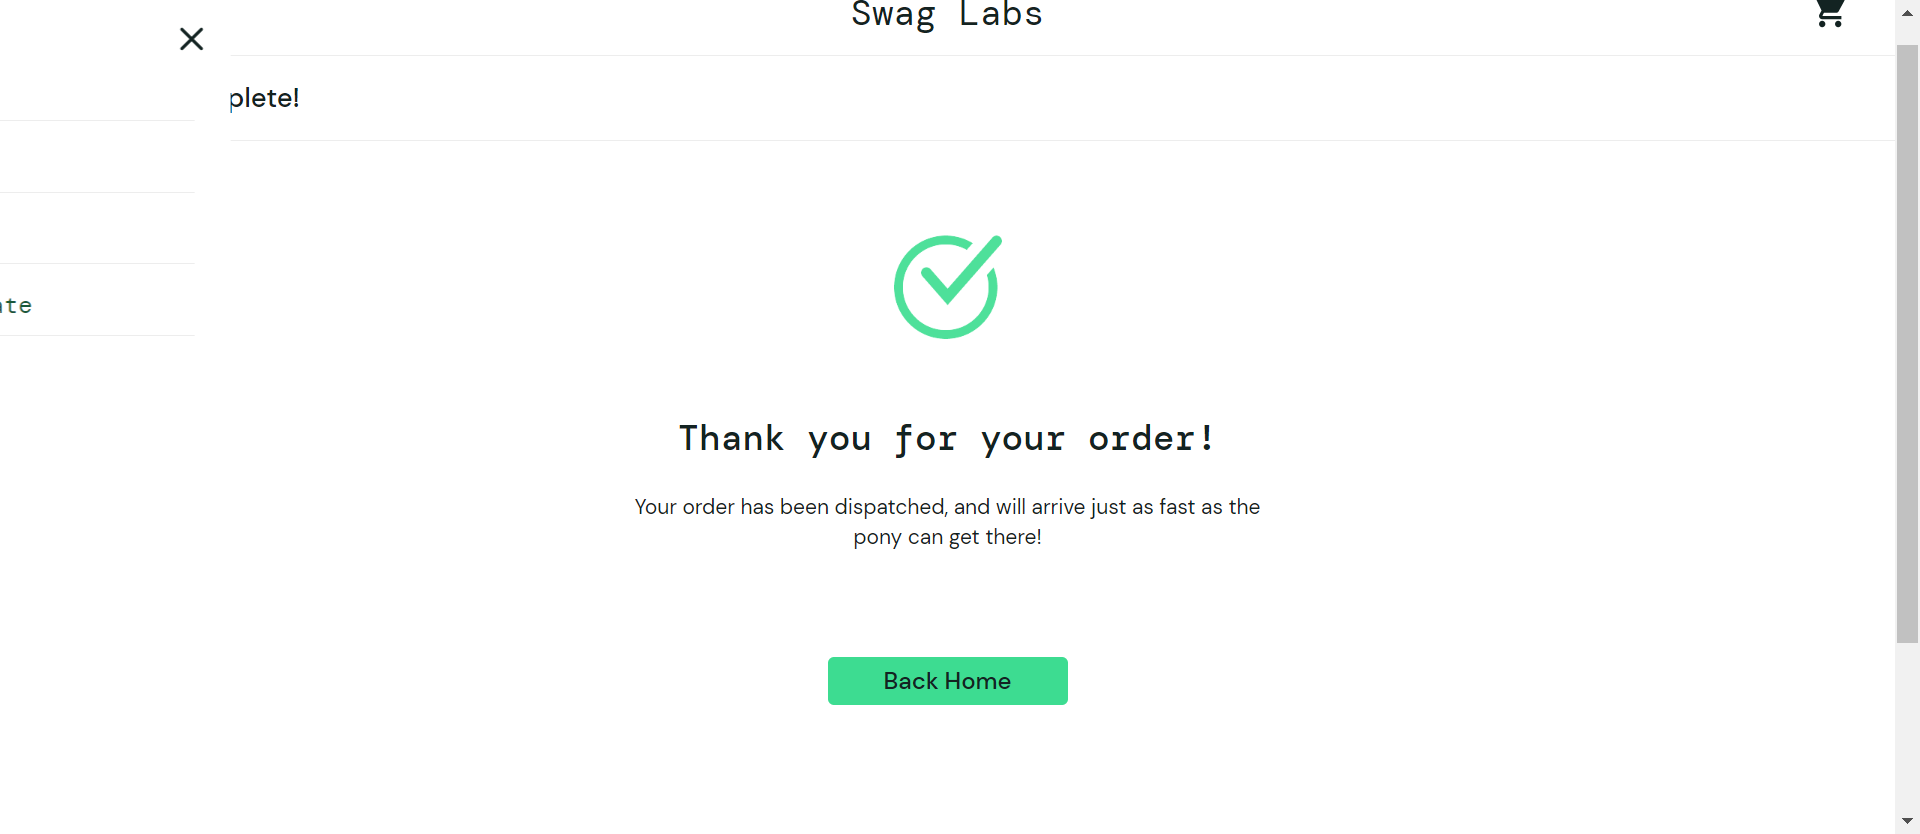 Swag Labs
plete!
ate
Thank you for your order!
Your order has been dispatched, and will arrive just as fast as the
pony can get there!
Back Home